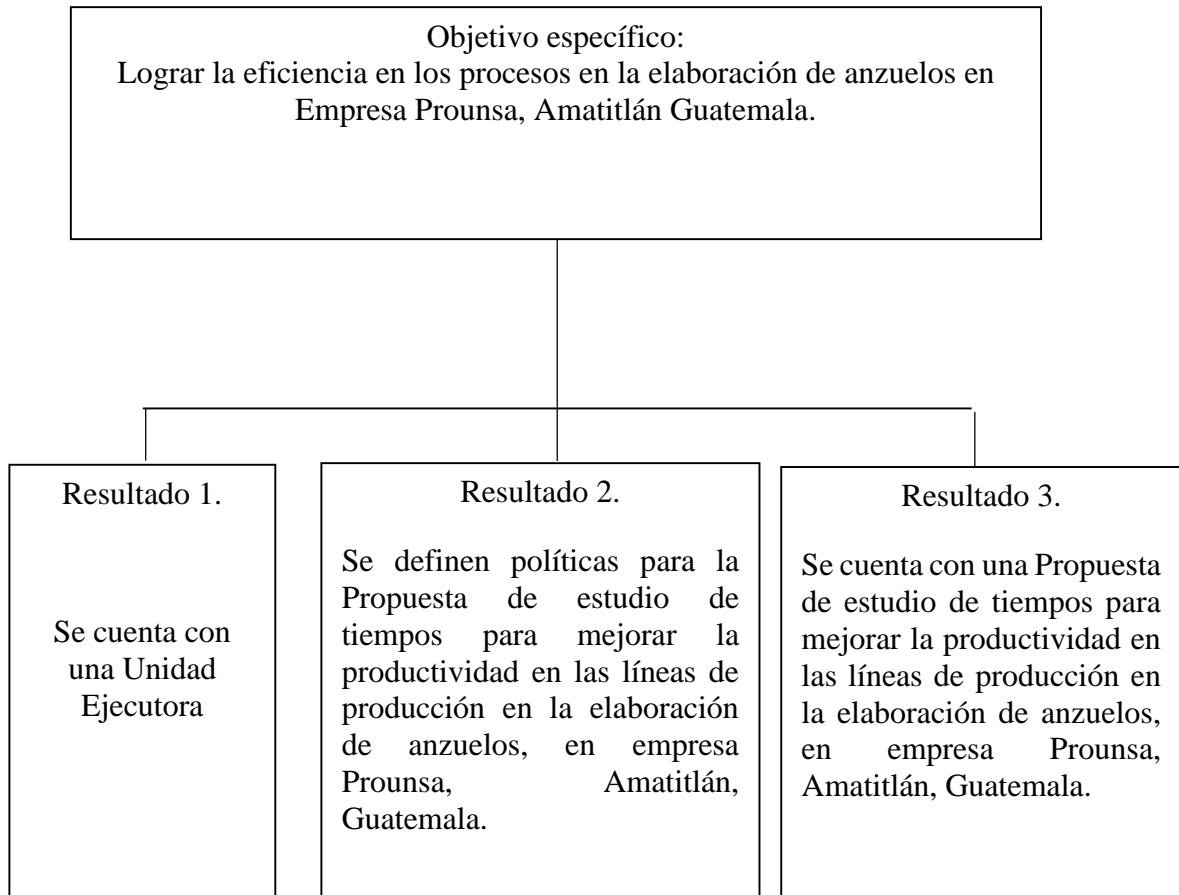 Objetivo específico:
Lograr la eficiencia en los procesos en la elaboración de anzuelos en
Empresa Prounsa, Amatitlán Guatemala.
Resultado 1.
Se cuenta con
una Unidad
Ejecutora
Resultado 2.
Se definen políticas para la
Propuesta de estudio de
tiempos para mejorar la
productividad en las líneas de
producción en la elaboración
de anzuelos, en empresa
Prounsa, Amatitlán,
Guatemala.
Resultado 3.
Se cuenta con una Propuesta
de estudio de tiempos para
mejorar la productividad en
las líneas de producción en
la elaboración de anzuelos,
en empresa Prounsa,
Amatitlán, Guatemala.